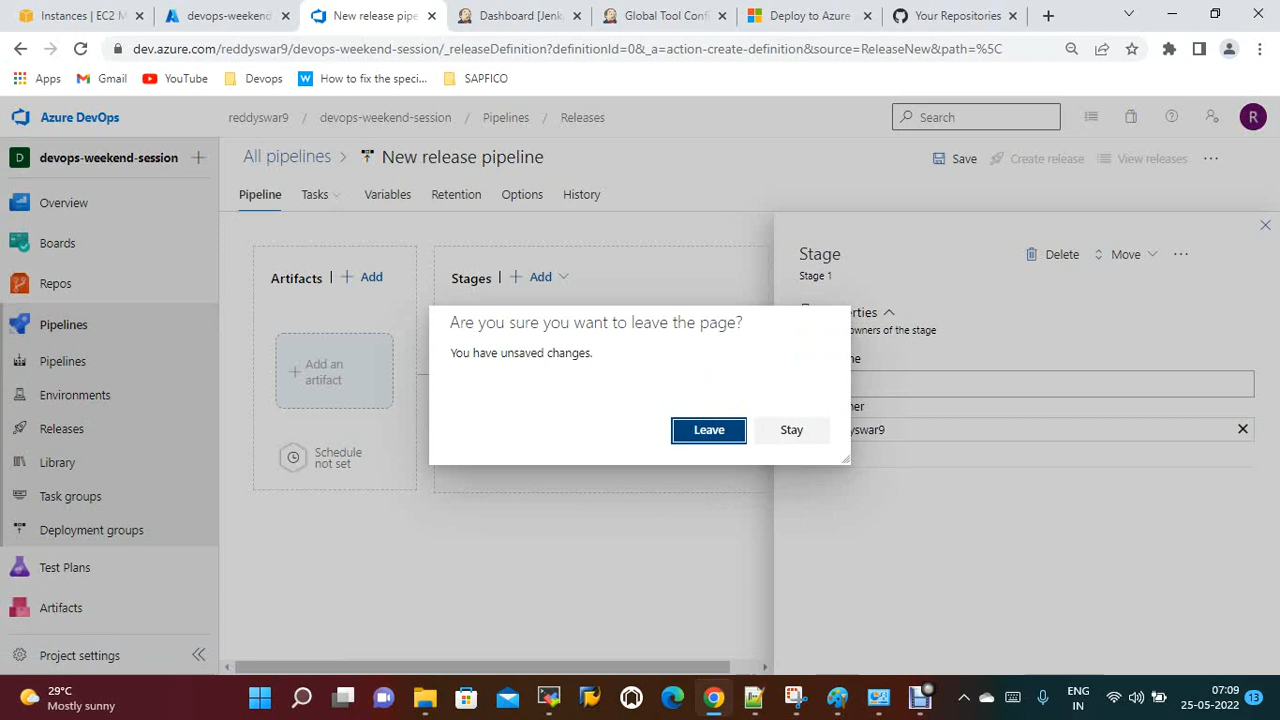 Instances | EC2 M
devops-weekend
New release pipe
Dashboard [Jenk
Global Tool Confi
Deploy to Azure
Your Repositories
dev.azure.com/reddyswar9/devops-weekend-session/_releaseDefinition?definitionId=0&_a=action-create-definition&source=ReleaseNew&path=%5C
Apps
Gmail
YouTube
Devops
How to fix the speci...
SAPFICO
Azure DevOps
reddyswar9
devops-weekend-session
Pipelines
Releases
Search
R
D
devops-weekend-session
All pipelines
New release pipeline
Save
Create release
View releases
Overview
Boards
Repos
Pipelines
Pipelines
Environments
Releases
Library
Task groups
Deployment groups
Test Plans
Artifacts
Project settings
Pipeline
Tasks
Variables
Retention
Options
History
Artifacts
Add
Stages
Add
Add an
artifact
Schedule
not set
Stage
Delete
Move
Stage 1
erties
owners of the stage
Are you sure you want to leave the page?
You have unsaved changes.
Leave
Stay
29°C
Mostly sunny
ENG
IN
07:09
25-05-2022
13